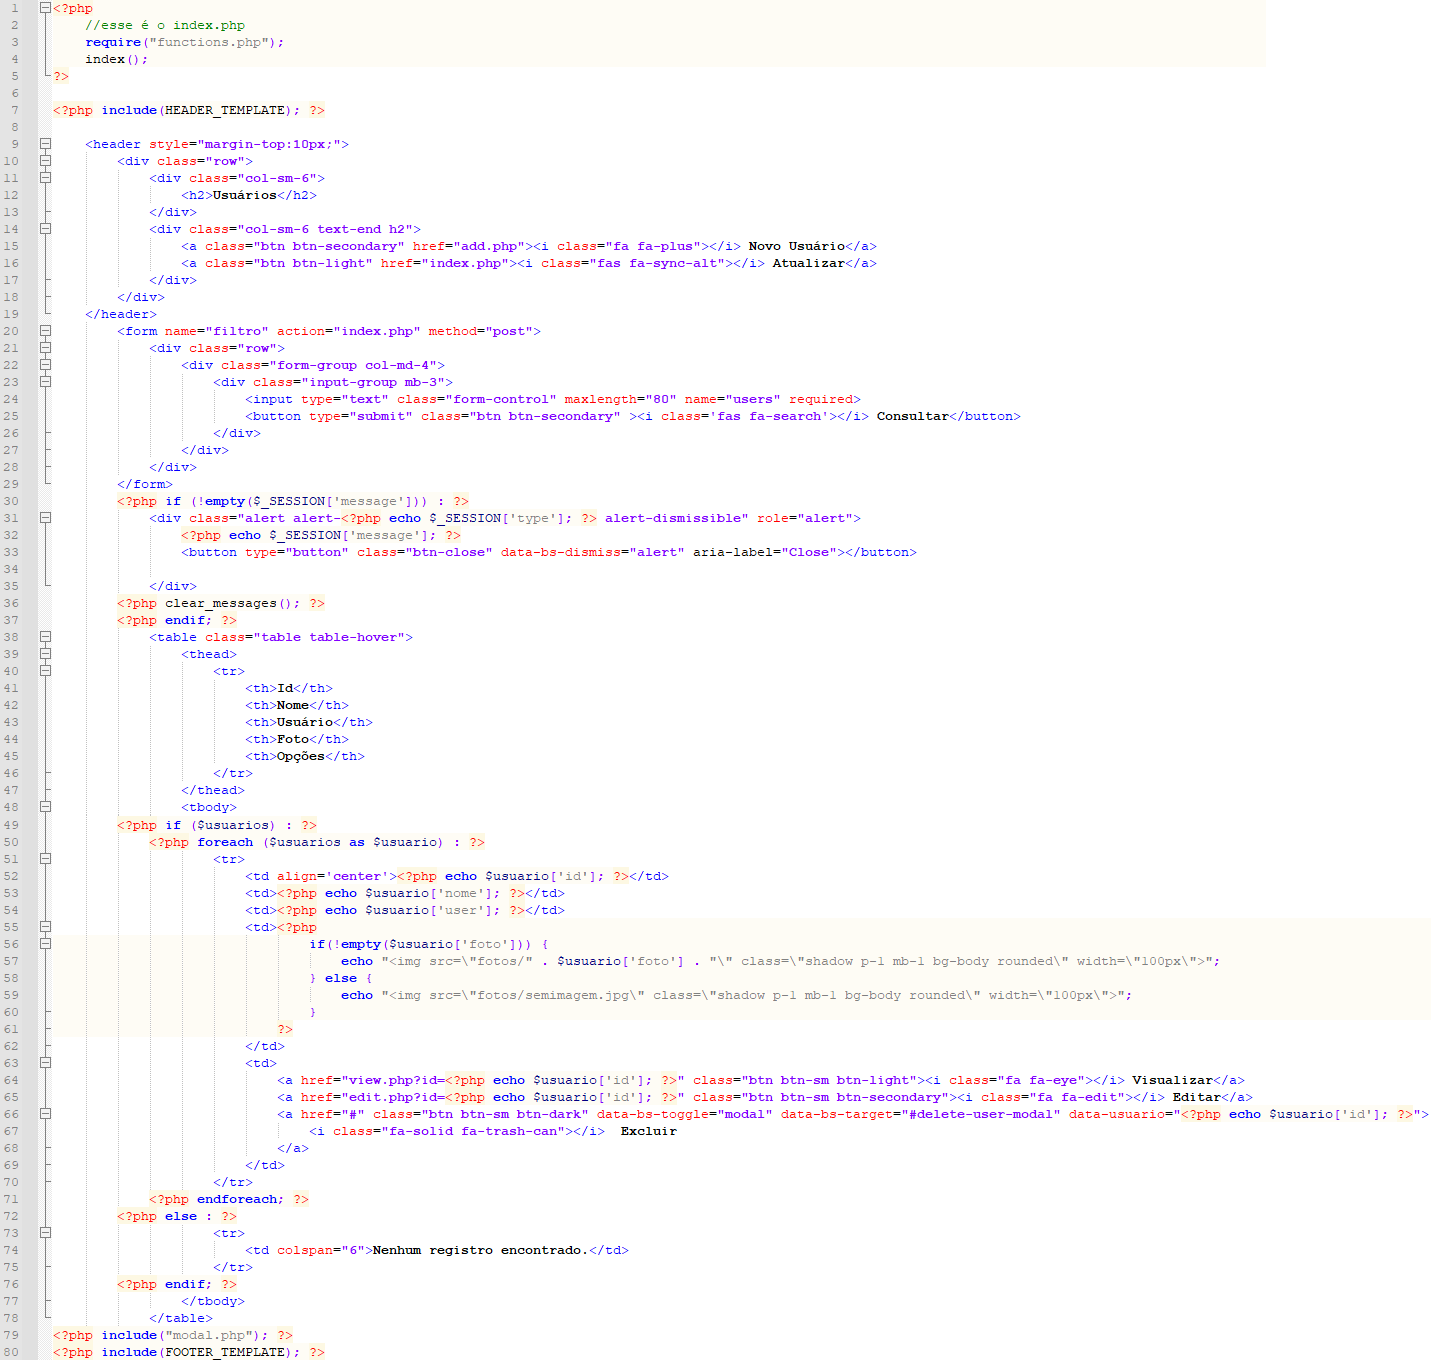 1 <?php
2 //esse é o index.php
3 require("functions.php");
4 index();
5 ?>
6
7 <?php include(HEADER_TEMPLATE); ?>
8
9 <header style="margin-top:10px;">
10 <div class="row">
11 <div class="col-sm-6">
12 <h2>Usuários</h2>
13 </div>
14 <div class="col-sm-6 text-end h2">
15 <a class="btn btn-secondary" href="add.php"><i class="fa fa-plus"></i> Novo Usuário</a>
16 <a class="btn btn-light" href="index.php"><i class="fas fa-sync-alt"></i> Atualizar</a>
17 </div>
18 </div>
19 </header>
20 <form name="filtro" action="index.php" method="post">
21 <div class="row">
22 <div class="form-group col-md-4">
23 <div class="input-group mb-3">
24 <input type="text" class="form-control" maxlength="80" name="users" required>
25 <button type="submit" class="btn btn-secondary" ><i class='fas fa-search'></i> Consultar</button>
26 </div>
27 </div>
28 </div>
29 </form>
30 <?php if (!empty($_SESSION['message'])) : ?>
31 <div class="alert alert-<?php echo $_SESSION['type']; ?> alert-dismissible" role="alert">
32 <?php echo $_SESSION['message']; ?>
33 <button type="button" class="btn-close" data-bs-dismiss="alert" aria-label="Close"></button>
34
35 </div>
36 <?php clear_messages(); ?>
37 <?php endif; ?>
38 <table class="table table-hover">
39 <thead>
40 <tr>
41 <th>Id</th>
42 <th>Nome</th>
43 <th>Usuário</th>
44 <th>Foto</th>
45 <th>Opções</th>
46 </tr>
47 </thead>
48 <tbody>
49 <?php if ($usuarios) : ?>
50 <?php foreach ($usuarios as $usuario) : ?>
51 <tr>
52 <td align='center'><?php echo $usuario['id']; ?></td>
53 <td><?php echo $usuario['nome']; ?></td>
54 <td><?php echo $usuario['user']; ?></td>
55 <td><?php
56 if(!empty($usuario['foto'])) {
57 echo "<img src=\"fotos/" . $usuario['foto'] . "\" class=\"shadow p-1 mb-1 bg-body rounded\" width=\"100px\">";
58 } else {
59 echo "<img src=\"fotos/semimagem.jpg\" class=\"shadow p-1 mb-1 bg-body rounded\" width=\"100px\">";
60 }
61 ?>
62 </td>
63 <td>
64 <a href="view.php?id=<?php echo $usuario['id']; ?>" class="btn btn-sm btn-light"><i class="fa fa-eye"></i> Visualizar</a>
65 <a href="edit.php?id=<?php echo $usuario['id']; ?>" class="btn btn-sm btn-secondary"><i class="fa fa-edit"></i> Editar</a>
66 <a href="#" class="btn btn-sm btn-dark" data-bs-toggle="modal" data-bs-target="#delete-user-modal" data-usuario="<?php echo $usuario['id']; ?>">
67 <i class="fa-solid fa-trash-can"></i>  Excluir
68 </a>
69 </td>
70 </tr>
71 <?php endforeach; ?>
72 <?php else : ?>
73 <tr>
74 <td colspan="6">Nenhum registro encontrado.</td>
75 </tr>
76 <?php endif; ?>
77 </tbody>
78 </table>
79 <?php include("modal.php"); ?>
80 <?php include(FOOTER_TEMPLATE); ?>